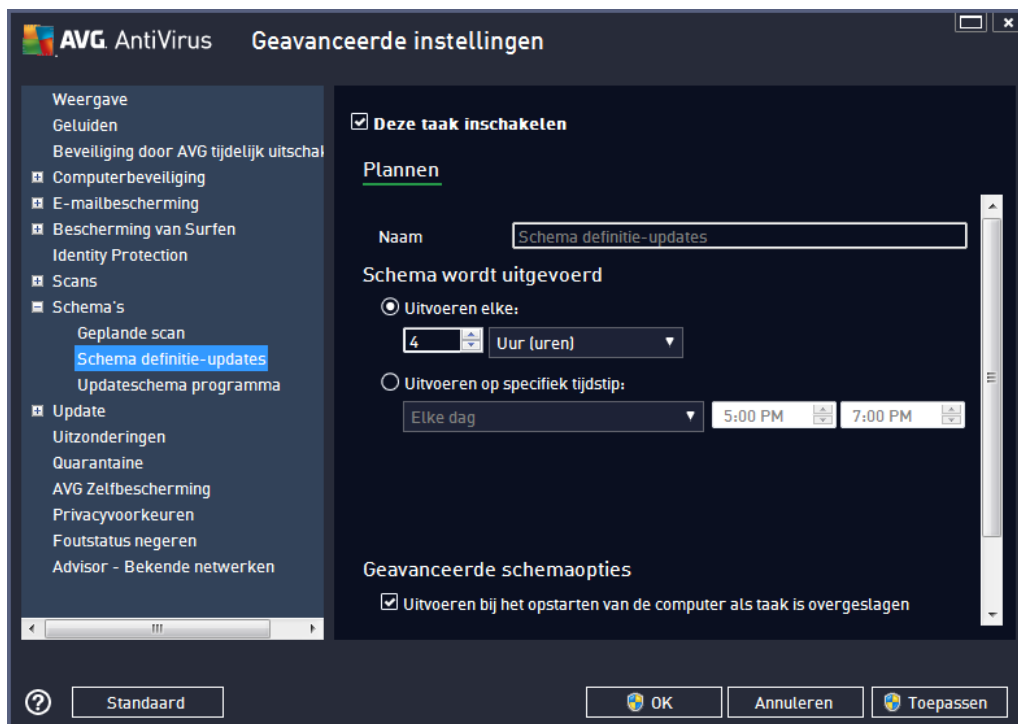 AVG. AntiVirus Geavanceerde instellingen
Weergave
Geluiden
Beveiliging door AVG tijdelijk uitschal
Computerbeveiliging
E-mailbescherming
Bescherming van Surfen
Identity Protection
Scans
Schema's
Geplande scan
Schema definitie-updates
Updateschema programma
Update
Uitzonderingen
Quarantaine
AVG Zelfbescherming
Privacyvoorkeuren
Foutstatus negeren
Advisor - Bekende netwerken
Deze taak inschakelen
Plannen
Naam Schema definitie-updates
Schema wordt uitgevoerd
Uitvoeren elke:
4 Uur (uren)
Uitvoeren op specifiek tijdstip:
Elke dag 5:00 PM 7:00 PM
Geavanceerde schemaopties
Uitvoeren bij het opstarten van de computer als taak is overgeslagen
? Standaard OK Annuleren Toepassen